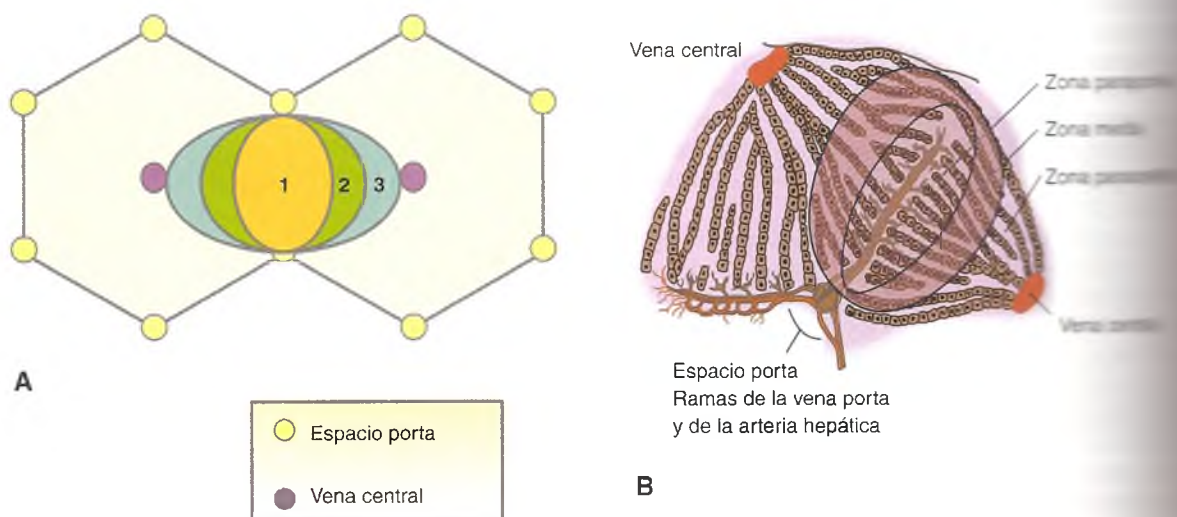 1 2 3
A
Espacio porta
Vena central
Vena central
Zona
Zona
Zona
Vena
Espacio porta
Ramas de la vena porta
y de la arteria hepática
B